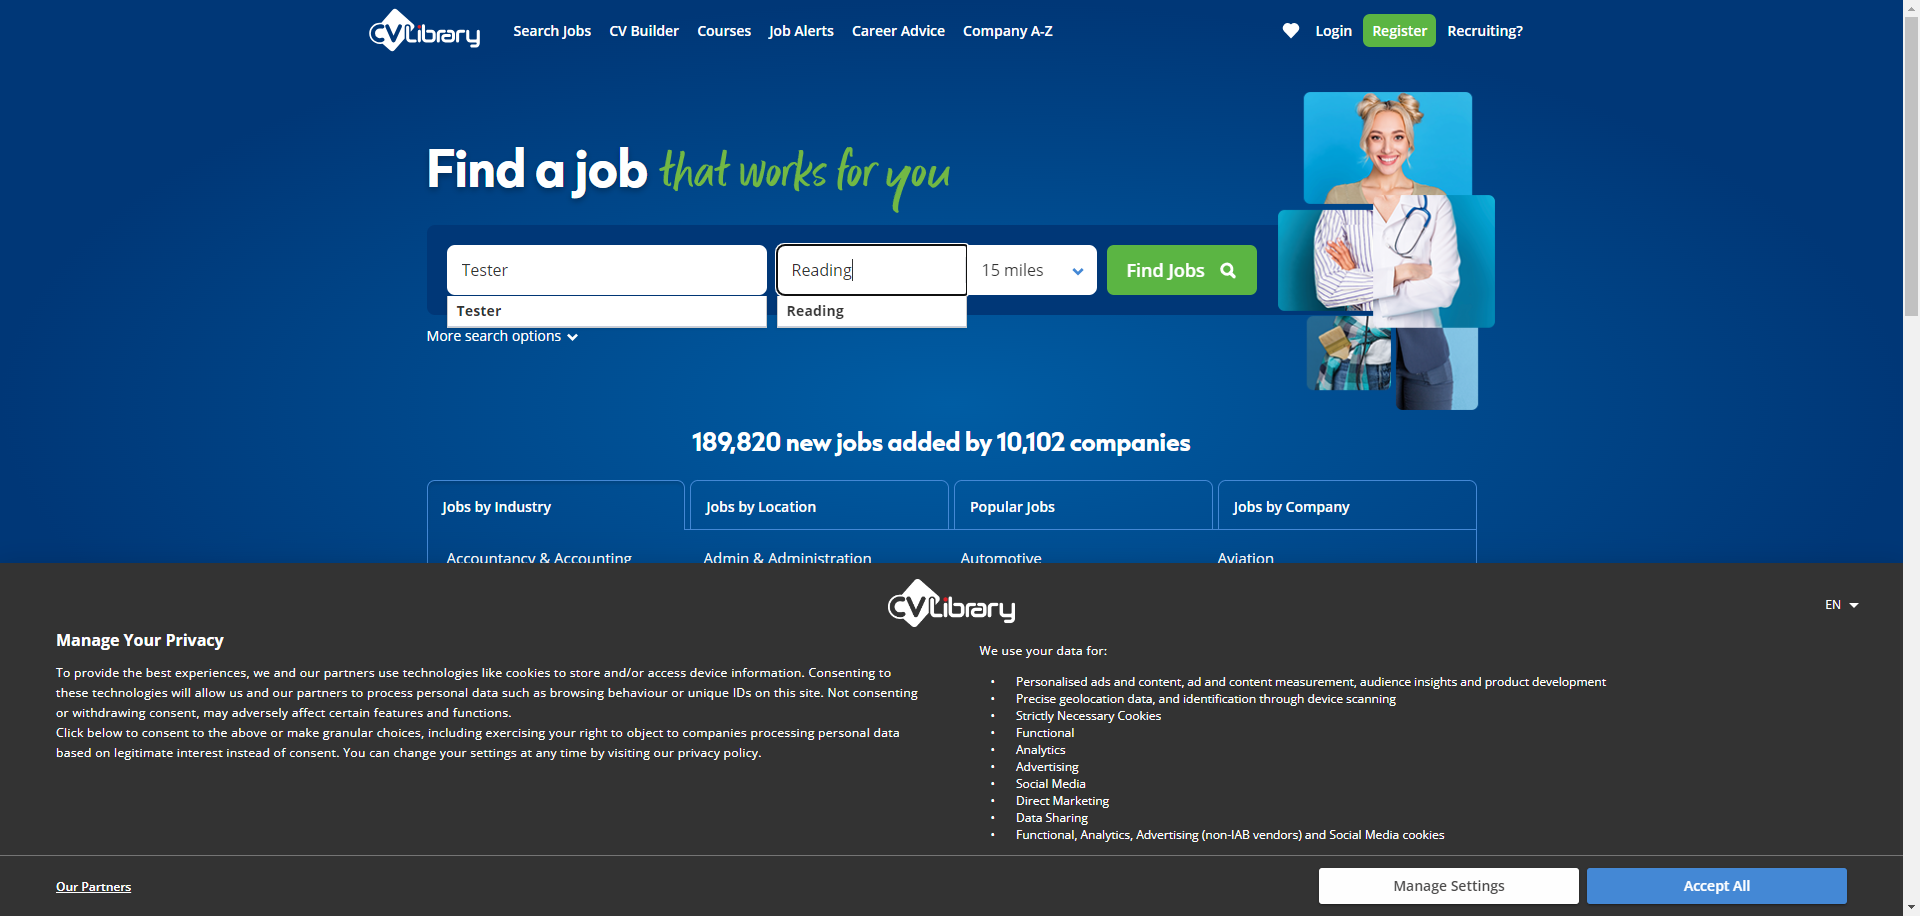 CVLibrary
Search Jobs
CV Builder
Courses
Job Alerts
Career Advice
Company A-Z
Login
Register
Recruiting?
Find a job that works for you
Tester
Reading
15 miles
Find Jobs
Tester
Reading
More search options
189,820 new jobs added by 10,102 companies
Jobs by Industry
Jobs by Location
Popular Jobs
Jobs by Company
Accountancy & Accounting
Admin & Administration
Automotive
Aviation
CVLibrary
EN
Manage Your Privacy
To provide the best experiences, we and our partners use technologies like cookies to store and/or access device information. Consenting to
these technologies will allow us and our partners to process personal data such as browsing behaviour or unique IDs on this site. Not consenting
or withdrawing consent, may adversely affect certain features and functions.
Click below to consent to the above or make granular choices, including exercising your right to object to companies processing personal data
based on legitimate interest instead of consent. You can change your settings at any time by visiting our privacy policy.
We use your data for:
• Personalised ads and content, ad and content measurement, audience insights and product development
• Precise geolocation data, and identification through device scanning
• Strictly Necessary Cookies
• Functional
• Analytics
• Advertising
• Social Media
• Direct Marketing
• Data Sharing
• Functional, Analytics, Advertising (non-IAB vendors) and Social Media cookies
Our Partners
Manage Settings
Accept All